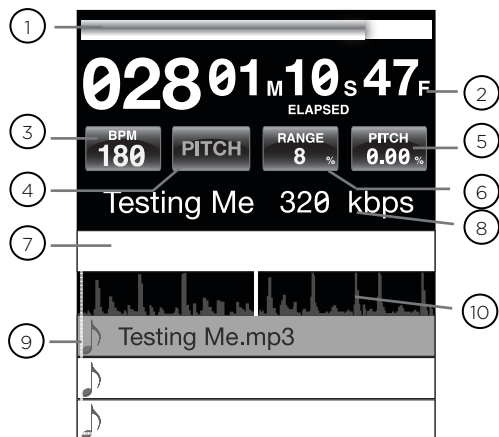 1
028 01 M 10 S 47 F
ELAPSED
2
3
BPM
180
PITCH
RANGE
8 %
PITCH
0.00 %
5
4
6
Testing Me 320 kbps
8
7
10
9
Testing Me.mp3